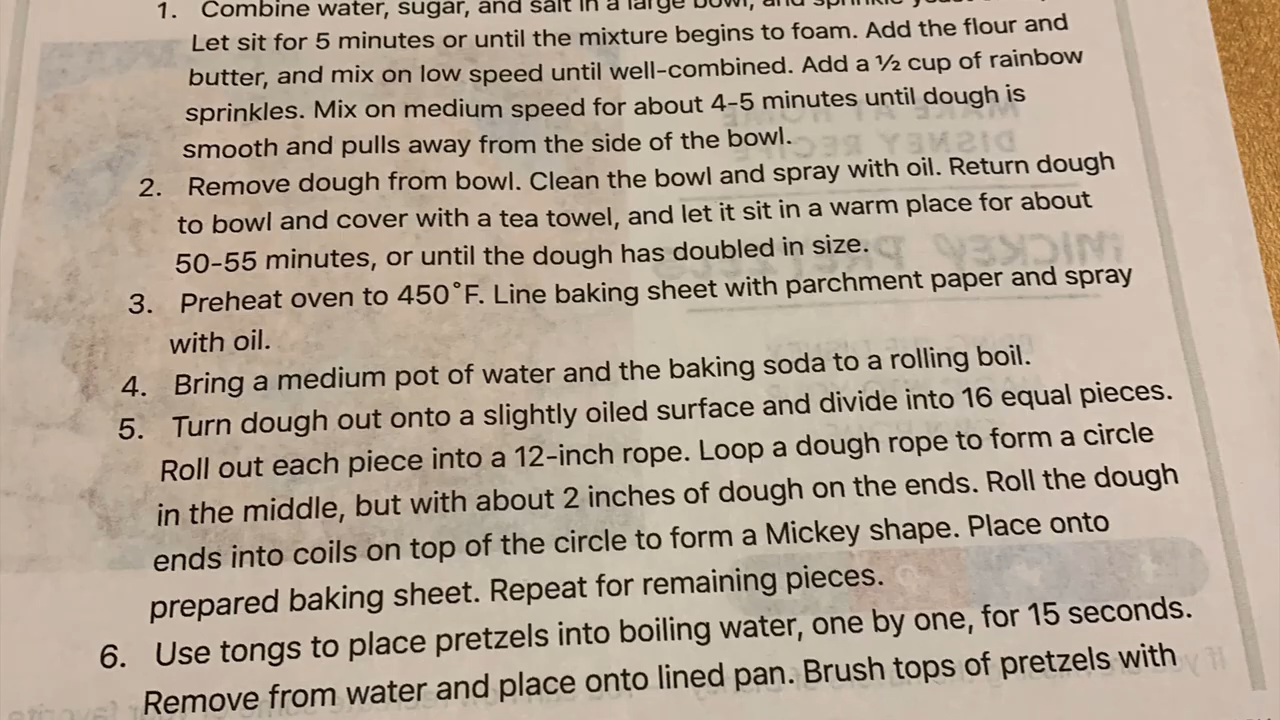 1. Combine water, sugar, and salt in a large bowl, and sprinkle
Let sit for 5 minutes or until the mixture begins to foam. Add the flour and
butter, and mix on low speed until well-combined. Add a ½ cup of rainbow
sprinkles. Mix on medium speed for about 4-5 minutes until dough is
smooth and pulls away from the side of the bowl.
2. Remove dough from bowl. Clean the bowl and spray with oil. Return dough
to bowl and cover with a tea towel, and let it sit in a warm place for about
50-55 minutes, or until the dough has doubled in size.
3. Preheat oven to 450°F. Line baking sheet with parchment paper and spray
with oil.
4. Bring a medium pot of water and the baking soda to a rolling boil.
5. Turn dough out onto a slightly oiled surface and divide into 16 equal pieces.
Roll out each piece into a 12-inch rope. Loop a dough rope to form a circle
in the middle, but with about 2 inches of dough on the ends. Roll the dough
ends into coils on top of the circle to form a Mickey shape. Place onto
prepared baking sheet. Repeat for remaining pieces.
6. Use tongs to place pretzels into boiling water, one by one, for 15 seconds.
Remove from water and place onto lined pan. Brush tops of pretzels with